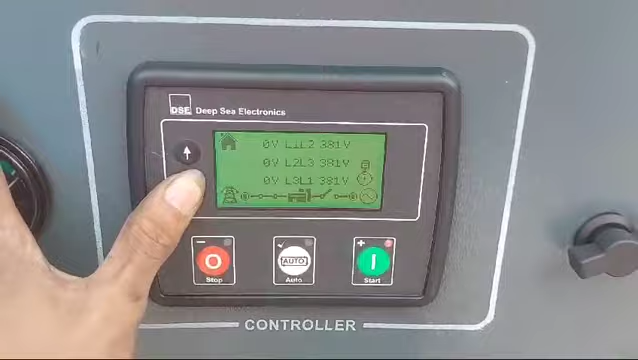 DSE Deep Sea Electronics
0V L1L2 381V
0V L2L3 381V
0V L3L1 381V
AUTO
Stop
Auto
Start
CONTROLLER